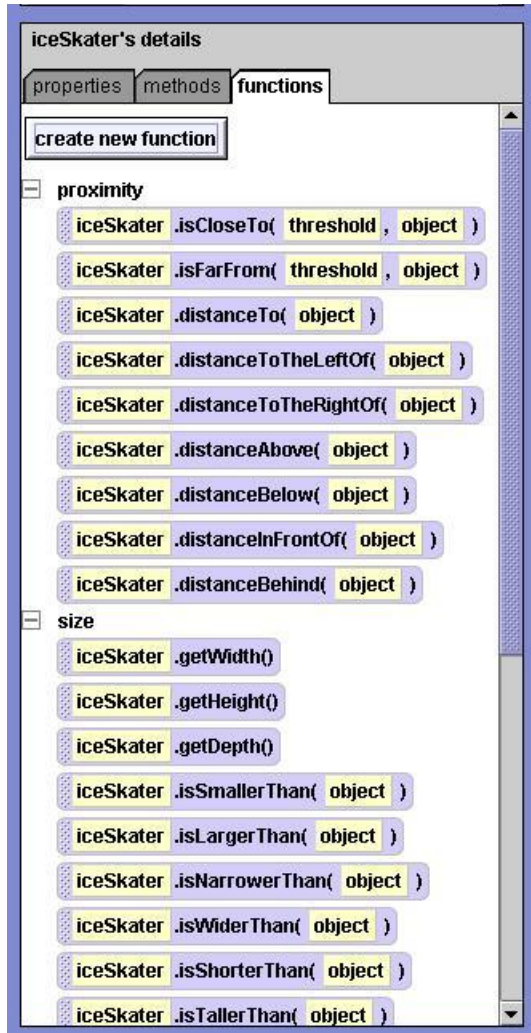 iceSkater's details
properties methods functions
create new function
proximity
iceSkater .isCloseTo( threshold , object )
iceSkater .isFarFrom( threshold , object )
iceSkater .distanceTo( object )
iceSkater .distanceToTheLeftOf( object )
iceSkater .distanceToTheRightOf( object )
iceSkater .distanceAbove( object )
iceSkater .distanceBelow( object )
iceSkater .distanceInFrontOf( object )
iceSkater .distanceBehind( object )
size
iceSkater .getWidth()
iceSkater .getHeight()
iceSkater .getDepth()
iceSkater .isSmallerThan( object )
iceSkater .isLargerThan( object )
iceSkater .isNarrowerThan( object )
iceSkater .isWiderThan( object )
iceSkater .isShorterThan( object )
iceSkater .isTallerThan( object )